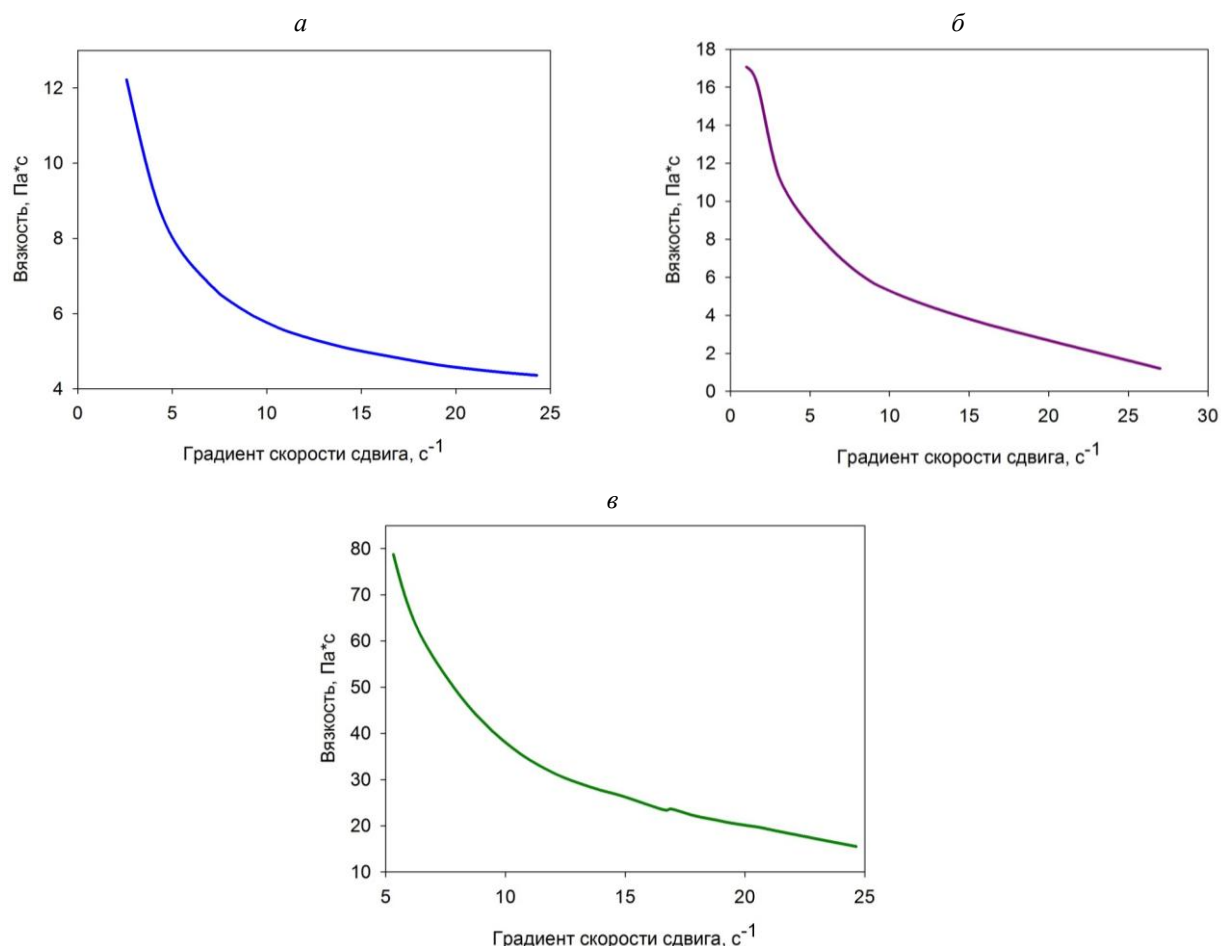 а
12
10
8
6
4
0 5 10 15 20 25
Вязкость, Па*с
Градиент скорости сдвига, с-1
б
18
16
14
12
10
8
6
4
2
0
0 5 10 15 20 25 30
Вязкость, Па*с
Градиент скорости сдвига, с-1
в
80
70
60
50
40
30
20
10
5 10 15 20 25
Вязкость, Па*с
Градиент скорости сдвига, с-1